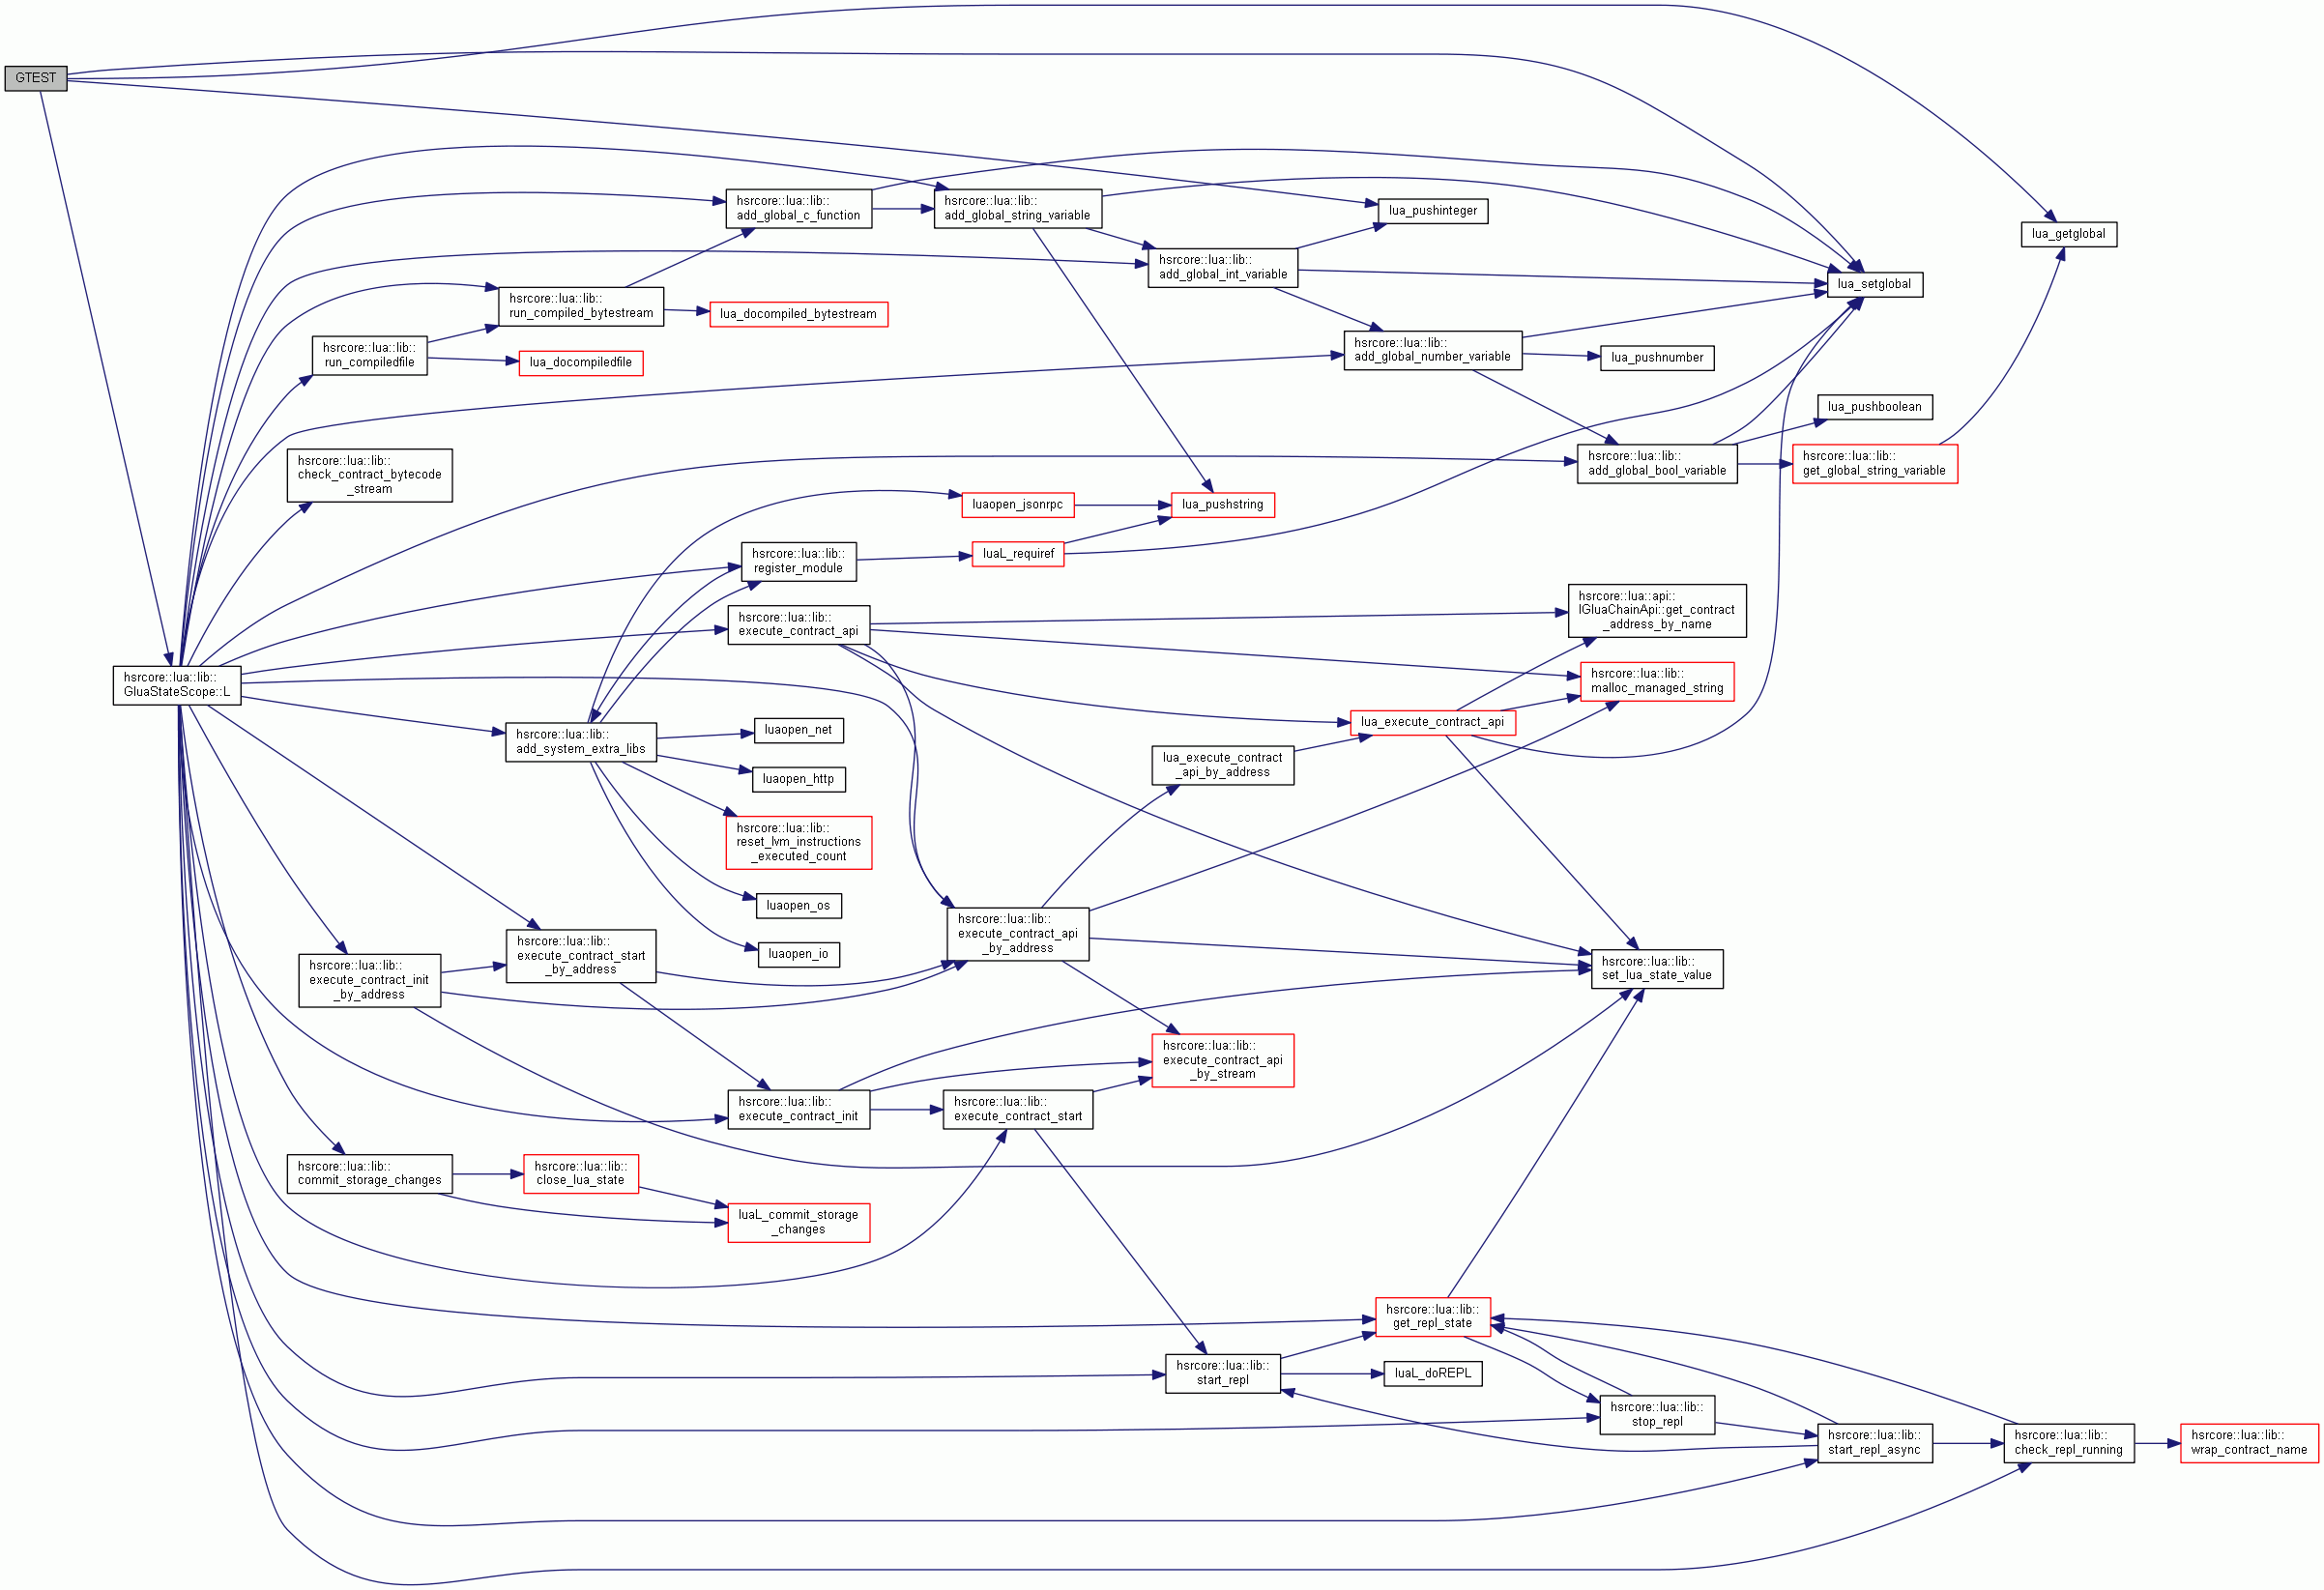 GTEST
hsrcore::lua::lib::
GluaStateScope::L
hsrcore::lua::lib::
run_compiledfile
hsrcore::lua::lib::
check_contract_bytecode
_stream
hsrcore::lua::lib::
execute_contract_init
_by_address
hsrcore::lua::lib::
commit_storage_changes
hsrcore::lua::lib::
run_compiled_bytestream
lua_docompiledfile
hsrcore::lua::lib::
add_system_extra_libs
hsrcore::lua::lib::
execute_contract_start
_by_address
hsrcore::lua::lib::
close_lua_state
hsrcore::lua::lib::
add_global_c_function
lua_docompiled_bytestream
hsrcore::lua::lib::
register_module
hsrcore::lua::lib::
execute_contract_api
luaopen_net
luaopen_http
hsrcore::lua::lib::
reset_lvm_instructions
_executed_count
luaopen_os
luaopen_io
hsrcore::lua::lib::
execute_contract_init
luaL_commit_storage
_changes
hsrcore::lua::lib::
add_global_string_variable
luaopen_jsonrpc
luaL_requiref
hsrcore::lua::lib::
execute_contract_api
_by_address
hsrcore::lua::lib::
execute_contract_start
hsrcore::lua::lib::
add_global_int_variable
lua_pushstring
lua_execute_contract
_api_by_address
hsrcore::lua::lib::
execute_contract_api
_by_stream
hsrcore::lua::lib::
start_repl
lua_pushinteger
hsrcore::lua::lib::
add_global_number_variable
lua_execute_contract_api
hsrcore::lua::lib::
get_repl_state
luaL_doREPL
lua_pushnumber
hsrcore::lua::lib::
add_global_bool_variable
hsrcore::lua::api::
IGluaChainApi::get_contract
_address_by_name
hsrcore::lua::lib::
malloc_managed_string
hsrcore::lua::lib::
set_lua_state_value
hsrcore::lua::lib::
stop_repl
lua_setglobal
lua_pushboolean
hsrcore::lua::lib::
get_global_string_variable
hsrcore::lua::lib::
start_repl_async
lua_getglobal
hsrcore::lua::lib::
check_repl_running
hsrcore::lua::lib::
wrap_contract_name